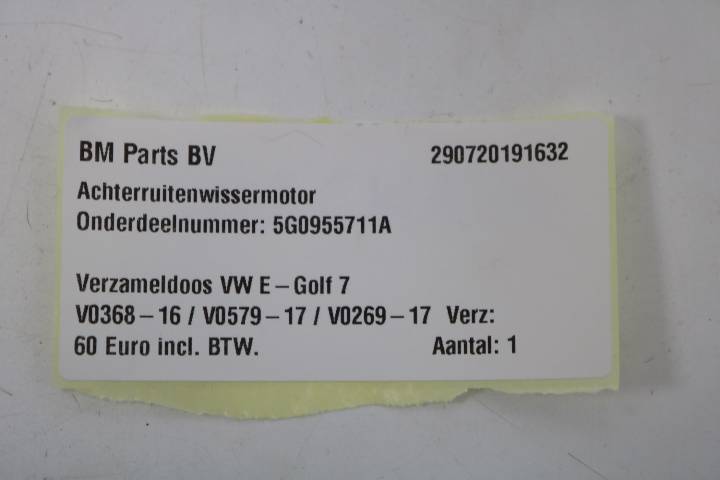 BM Parts BV 290720191632
Achterruitenwissermotor
Onderdeelnummer: 5G0955711A
Verzameldoos VW E-Golf 7
V0368-16 / V0579-17 / V0269-17 Verz:
60 Euro incl. BTW. Aantal: 1